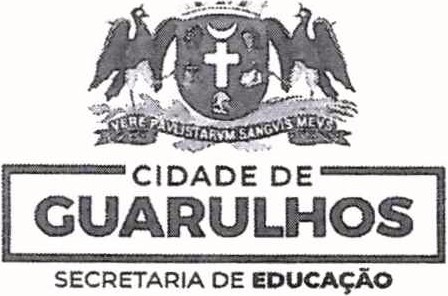 VERE PAVLISTARVM SANGVIS MEVS
CIDADE DE
GUARULHOS
SECRETARIA DE EDUCAÇÃO